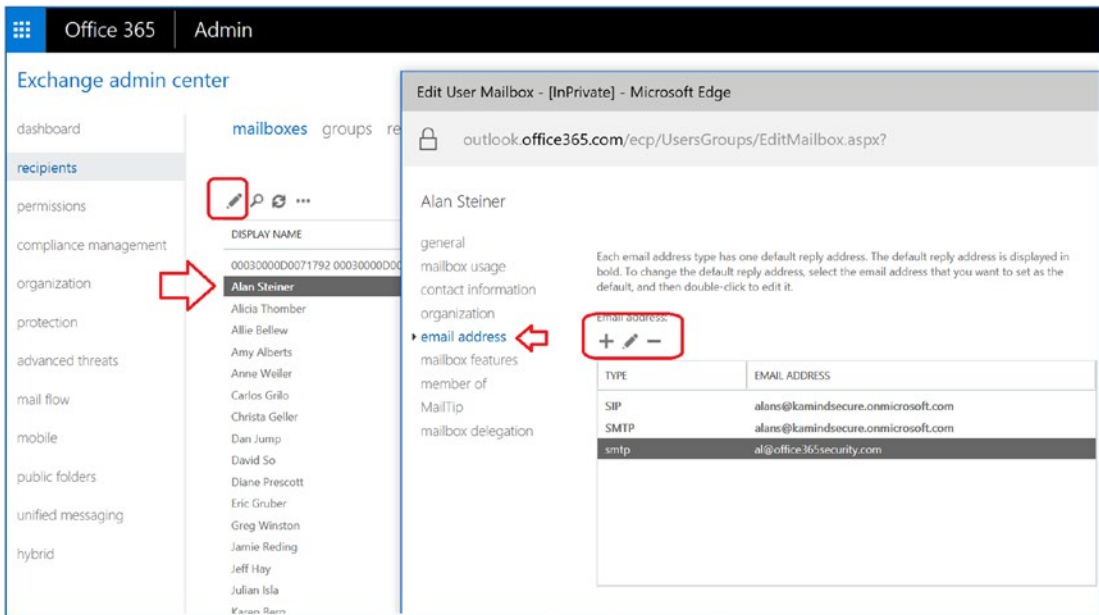 Office 365 Admin
Exchange admin center
dashboard
recipients
permissions
compliance management
organization
protection
advanced threats
mail flow
mobile
public folders
unified messaging
hybrid
mailboxes groups re
DISPLAY NAME
00030000D0071792 00030000D00
Alan Steiner
Alicia Thomber
Allie Bellew
Amy Alberts
Anne Weiler
Carlos Grilo
Christa Geller
Dan Jump
David So
Diane Prescott
Eric Gruber
Greg Winston
Jamie Reding
Jeff Hay
Julian Isla
Karen Berg
Edit User Mailbox - [InPrivate] - Microsoft Edge
outlook.office365.com/ecp/UsersGroups/EditMailbox.aspx?
Alan Steiner
general
mailbox usage
contact information
organization
email address
mailbox features
member of
MailTip
mailbox delegation
Each email address type has one default reply address. The default reply address is displayed in
bold. To change the default reply address, select the email address that you want to set as the
default, and then double-click to edit it.
Email address:
TYPE EMAIL ADDRESS
SIP alans@kamindsecure.onmicrosoft.com
SMTP alans@kamindsecure.onmicrosoft.com
smtp al@office365security.com